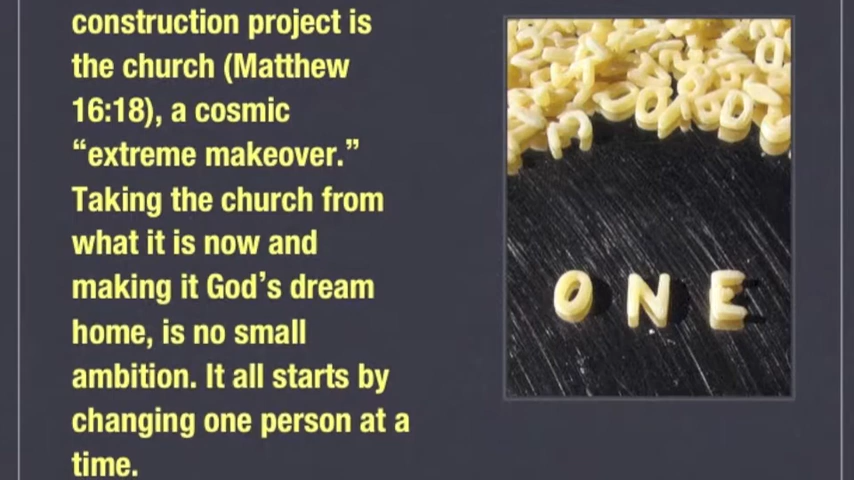 construction project is
the church (Matthew
16:18), a cosmic
“extreme makeover.”
Taking the church from
what it is now and
making it God’s dream
home, is no small
ambition. It all starts by
changing one person at a
time.
ONE